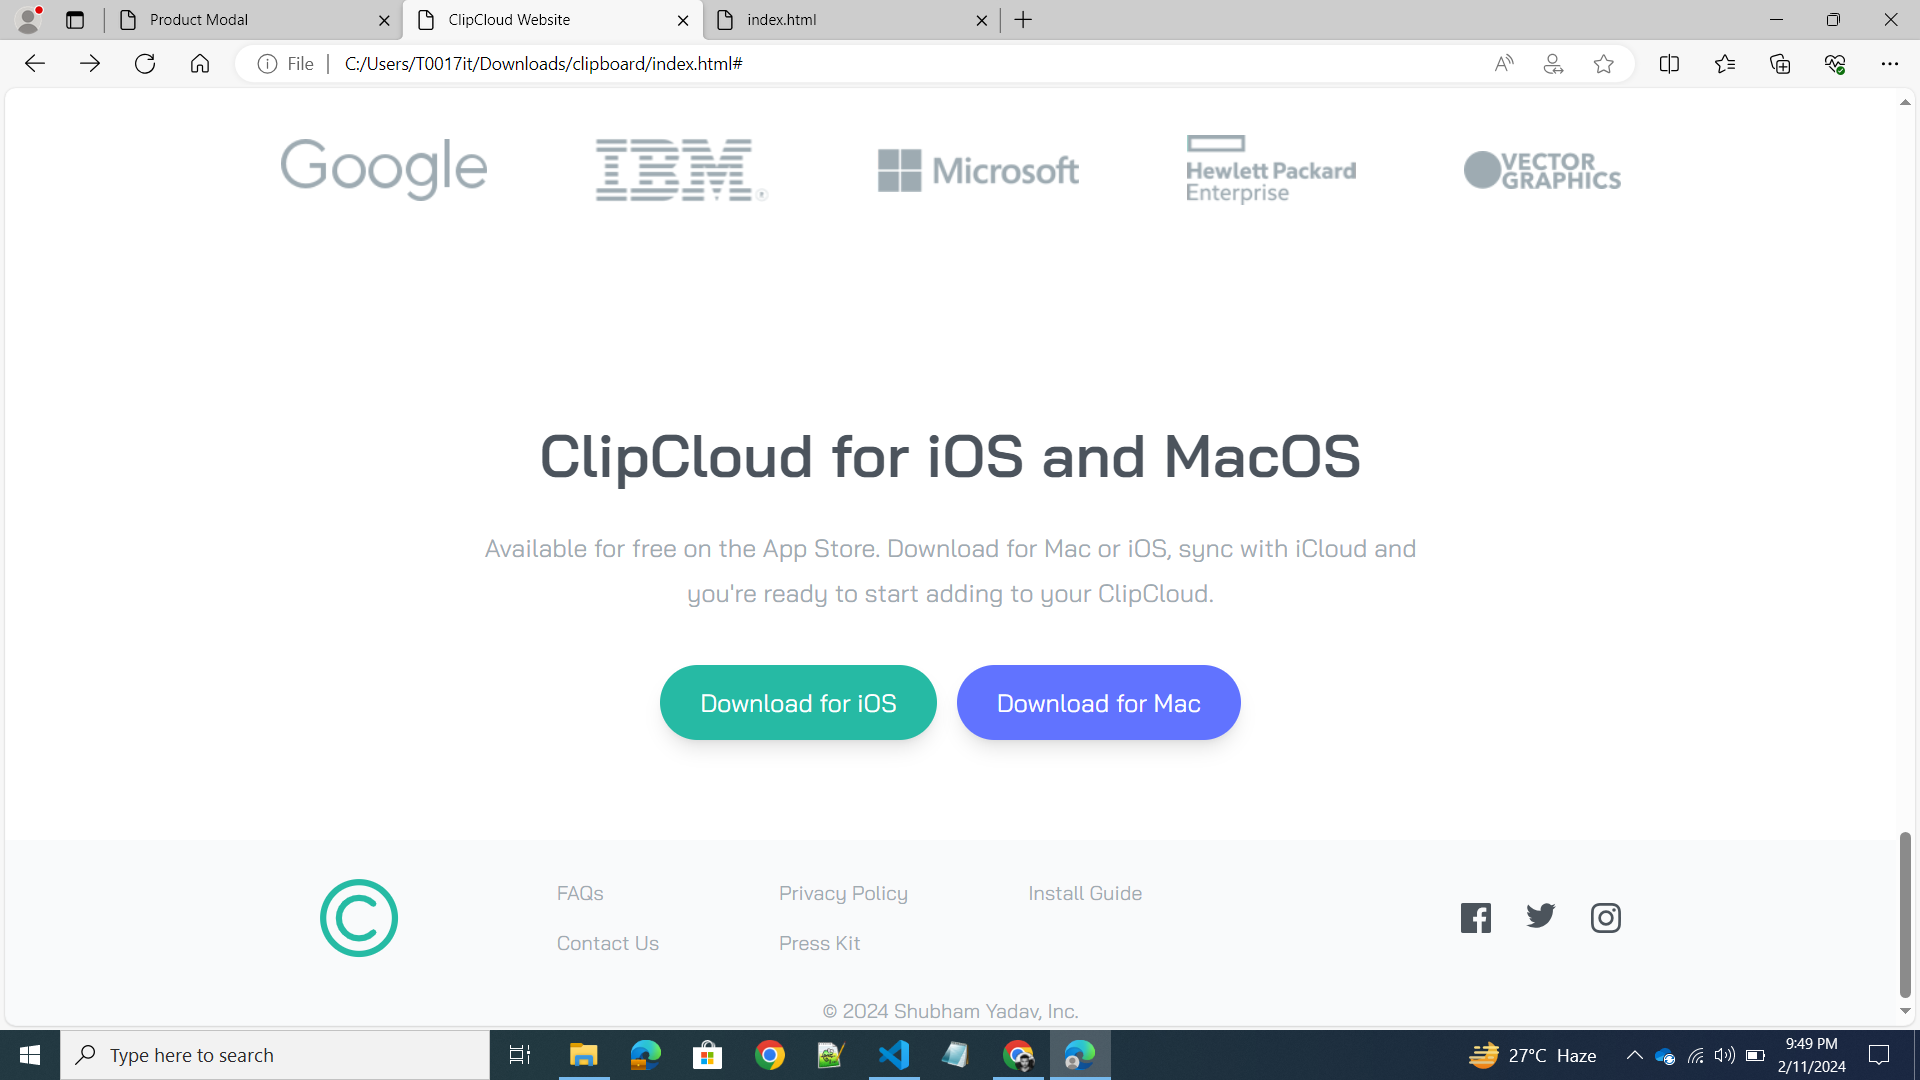 Product Modal
ClipCloud Website
index.html
File
C:/Users/T0017it/Downloads/clipboard/index.html#
Google
IBM
Microsoft
Hewlett Packard
Enterprise
VECTOR
GRAPHICS
ClipCloud for iOS and MacOS
Available for free on the App Store. Download for Mac or iOS, sync with iCloud and
you're ready to start adding to your ClipCloud.
Download for iOS
Download for Mac
FAQs
Privacy Policy
Install Guide
Contact Us
Press Kit
© 2024 Shubham Yadav, Inc.
Type here to search
27°C Haze
9:49 PM
2/11/2024